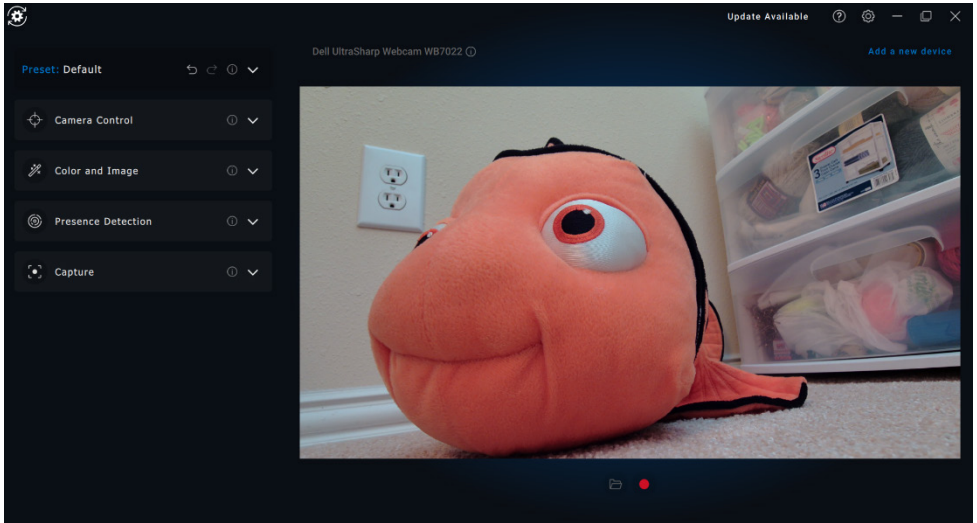 Update Available
Dell UltraSharp Webcam WB7022
Add a new device
Preset: Default
Camera Control
Color and Image
Presence Detection
Capture
3